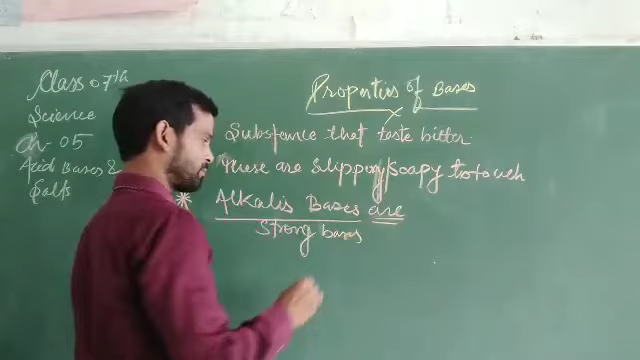 Class 07th
Science
Ch 05
Acid Bases &
Salts
Properties of Bases
Substance that taste bitter
These are slippery/soapy to touch
* Alkalis Bases are
Strong bases